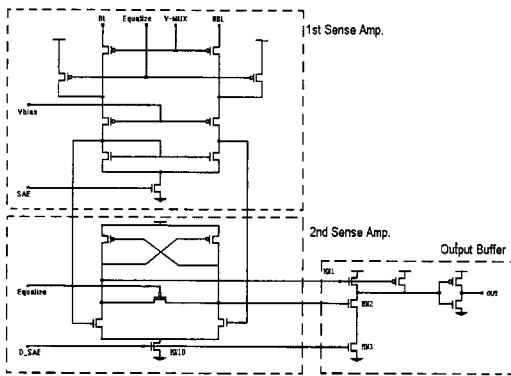 BL Equalize Y-MUX NBL
1st Sense Amp.
Vbias
SAE
2nd Sense Amp.
Output Buffer
MN1
Equalize
MN2
OUT
D_SAE
MN10
MN3